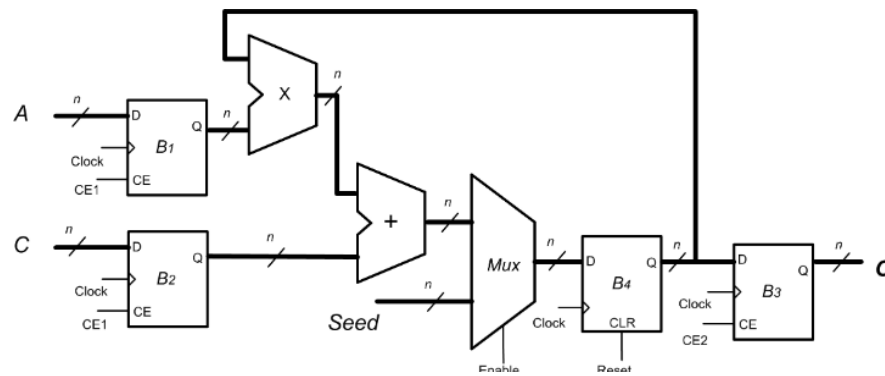 n
X
n
A
n
D
Q
n
Clock
B1
CE1
CE
n
+
C
n
D
Q
n
n
Clock
B2
CE1
CE
Mux
n
D
Q
n
D
Q
n
B4
B3
Seed
n
Clock
CLR
Clock
CE2
CE
Enable
Reset